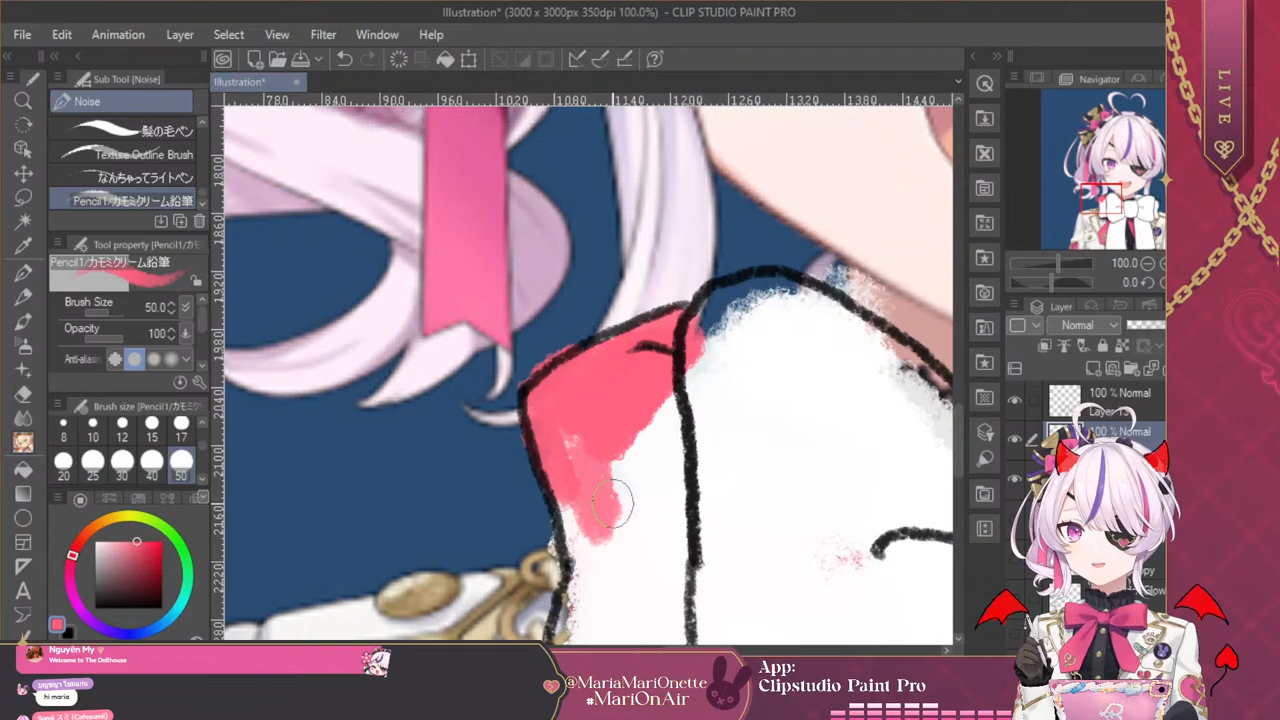 Illustration* (3000 x 3000px 350dpi 100.0%) - CLIP STUDIO PAINT PRO
File Edit Animation Layer Select View Filter Window Help
Sub Tool [Noise]
Illustration*
Navigator
Noise
780 840 900 960 1020 1080 1140 1200 1260 1320 1380 1440
髪の毛ペン
Texture Outline Brush
なんちゃってライトペン
Pencil1/カモミクリーム鉛筆
Tool property [Pencil1/カモ
Pencil1/カモミクリーム鉛筆
Brush Size 50.0
Opacity 100
Anti-alias
Brush size [Pencil1/カモミ
8 10 12 15 17
20 25 30 40 50
100.0
0.0
Layer
Normal
100 % Normal
Layer 13
100 % Normal
LIVE
Nguyên My
Welcome to The Dollhouse
hi maria
@MariaMari0nette
#MariOnAir
App:
Clipstudio Paint Pro